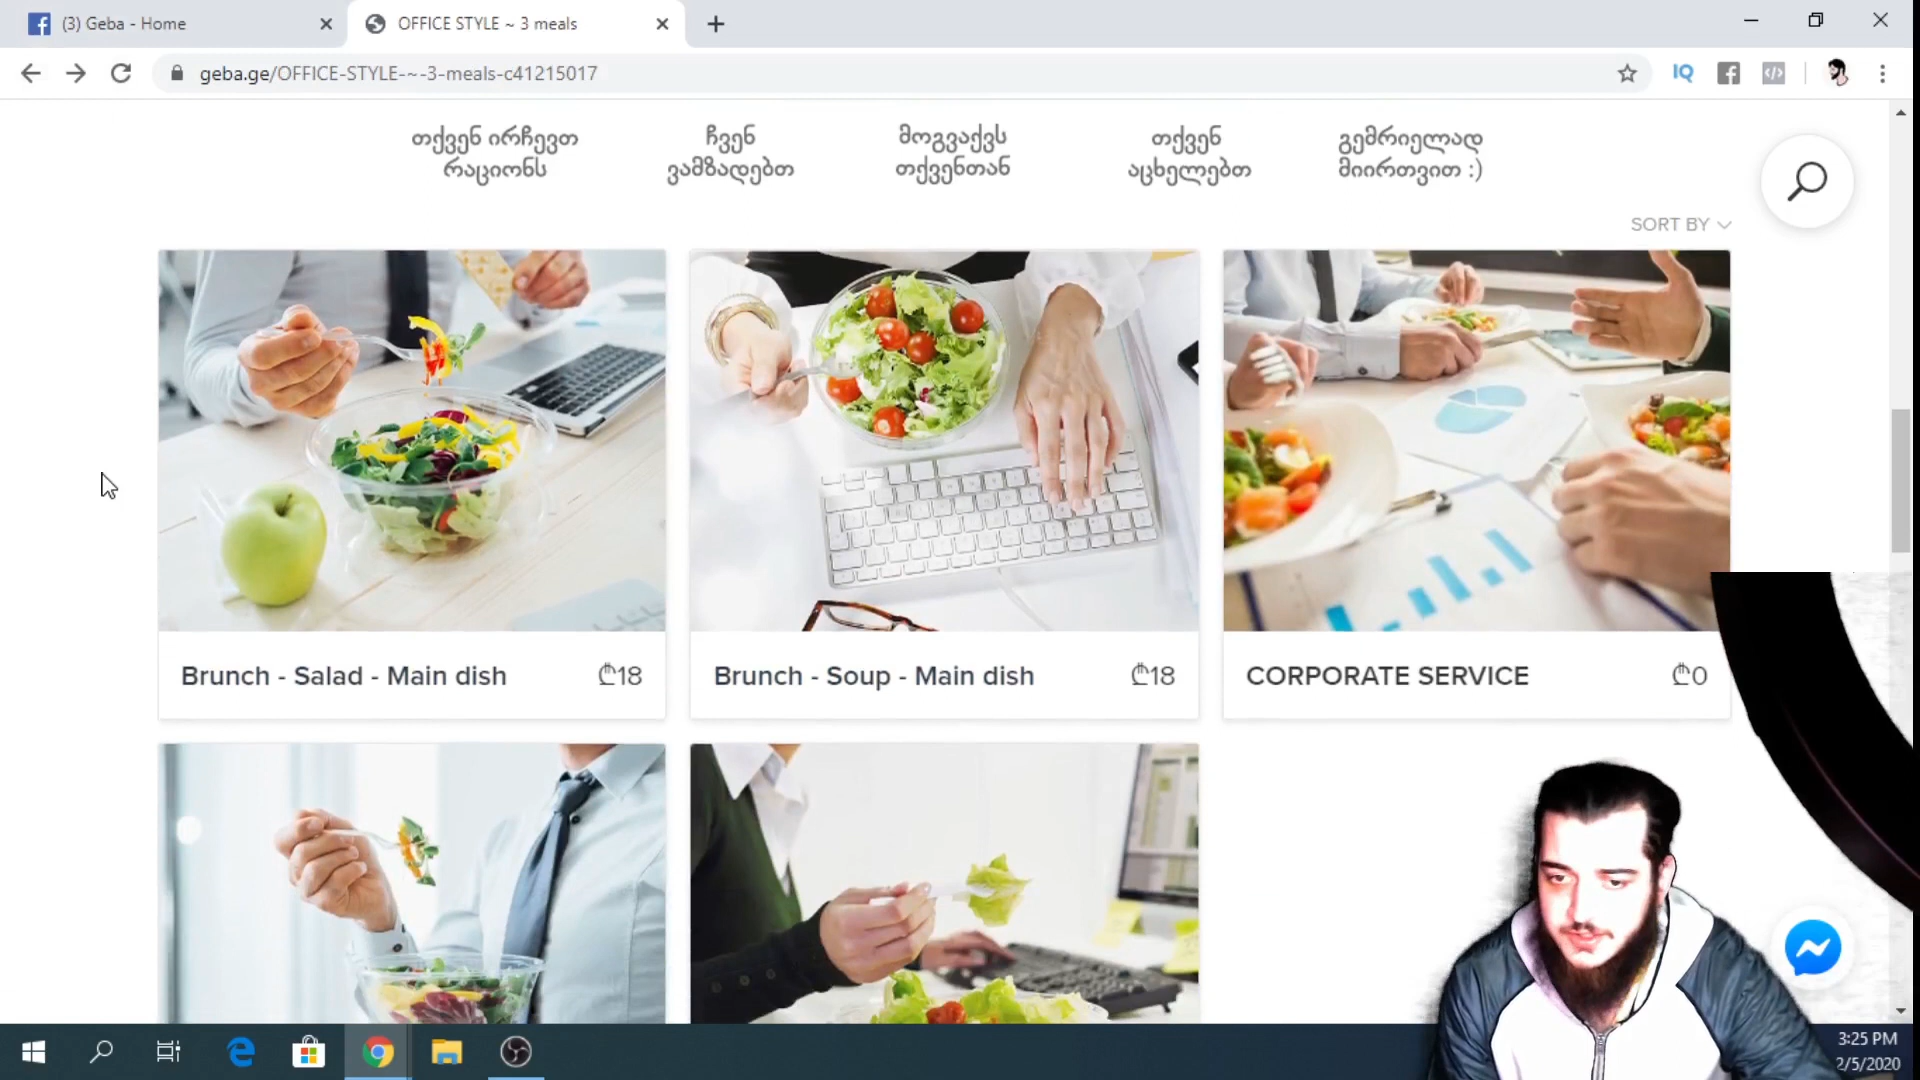 (3) Geba - Home
OFFICE STYLE ~ 3 meals
geba.ge/OFFICE-STYLE-~-3-meals-c41215017
IQ
თქვენ ირჩევთ
რაციონს
ჩვენ
ვამზადებთ
მოგვაქვს
თქვენთან
თქვენ
აცხელებთ
გემრიელად
მიირთვით :)
SORT BY
Brunch - Salad - Main dish ₾18
Brunch - Soup - Main dish ₾18
CORPORATE SERVICE ₾0
3:25 PM
2/5/2020